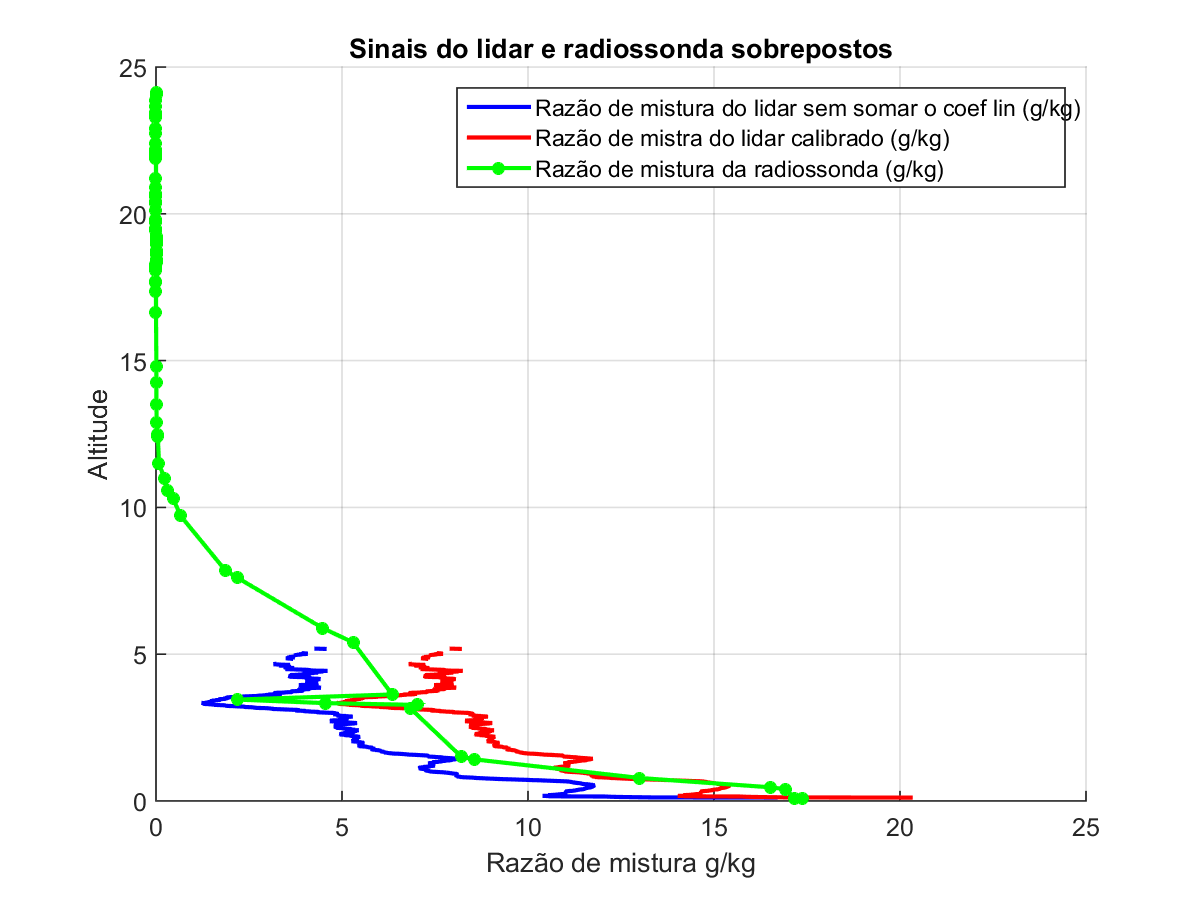 Sinais do lidar e radiossonda sobrepostos
25
Razão de mistura do lidar sem somar o coef lin (g/kg)
Razão de mistra do lidar calibrado (g/kg)
Razão de mistura da radiossonda (g/kg)
20
15
Altitude
10
5
0
0 5 10 15 20 25
Razão de mistura g/kg